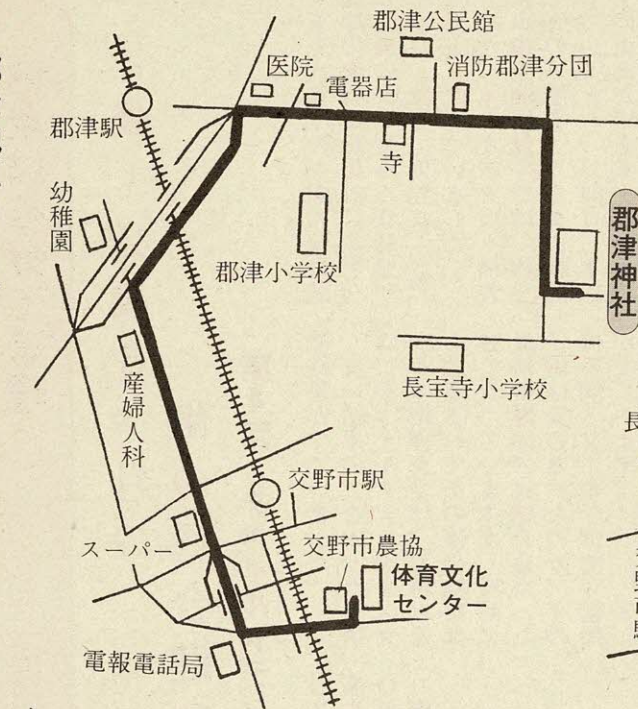 郡津公民館
医院
消防郡津分団
電器店
郡津駅
寺
幼稚園
郡津神社
郡津小学校
長宝寺小学校
産婦人科
交野市駅
スーパー
交野市農協
体育文化
センター
電報電話局
長